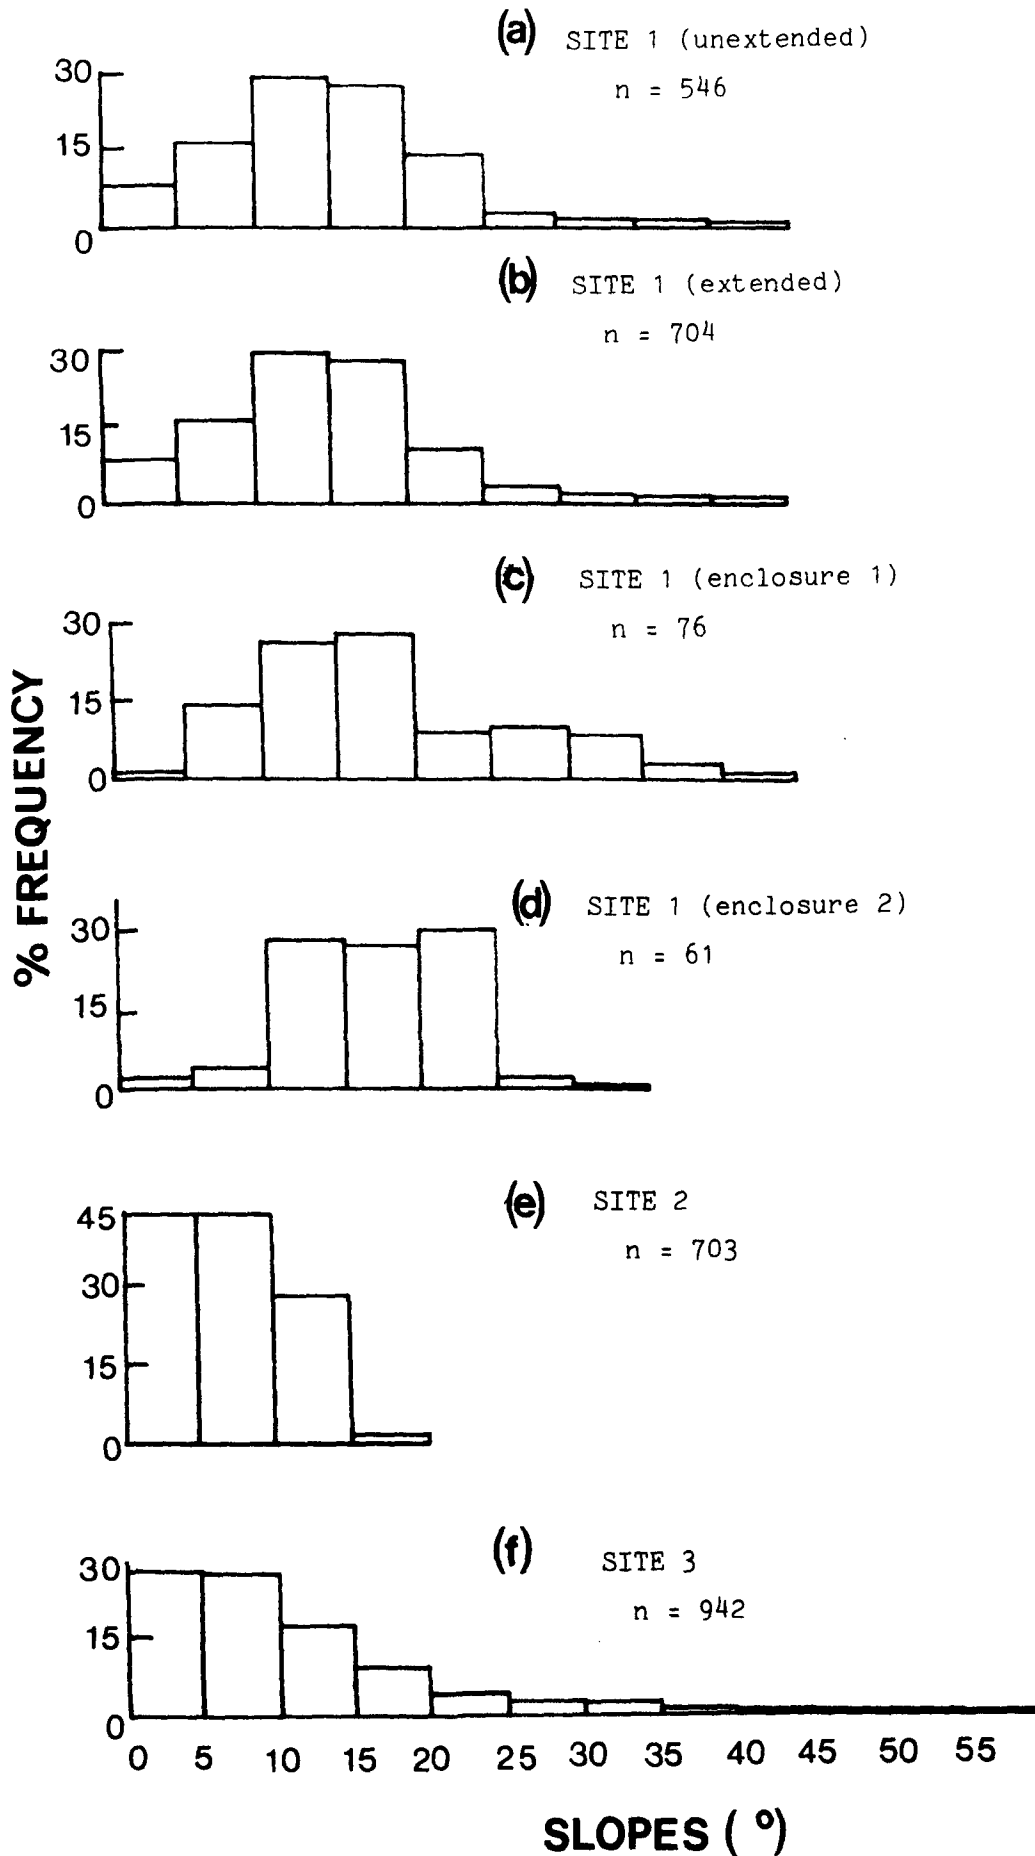 (a) SITE 1 (unextended)
n = 546
30
15
0
(b) SITE 1 (extended)
n = 704
30
15
0
(c) SITE 1 (enclosure 1)
n = 76
30
15
0
% FREQUENCY
(d) SITE 1 (enclosure 2)
n = 61
30
15
0
(e) SITE 2
n = 703
45
30
15
0
(f) SITE 3
n = 942
30
15
0
0 5 10 15 20 25 30 35 40 45 50 55
SLOPES ( º)